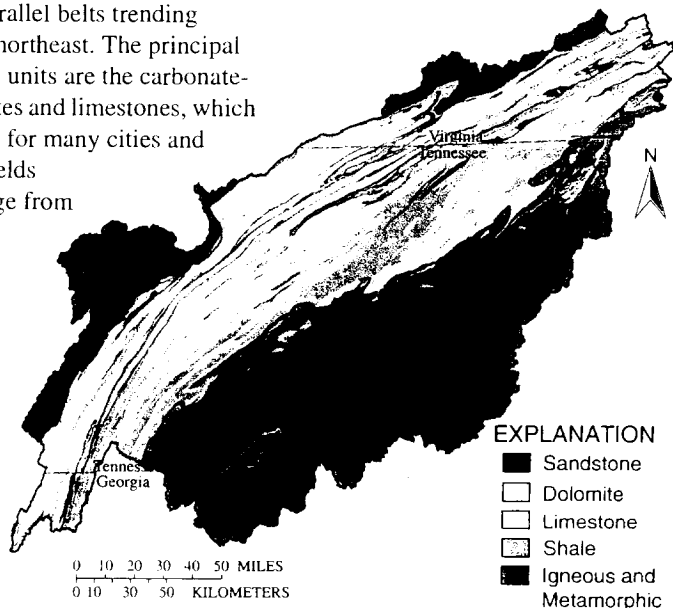 rallel belts trending
northeast. The principal
units are the carbonate-
tes and limestones, which
for many cities and
elds
ge from
Virginia
Tennessee
N
Tenness
Georgia
EXPLANATION
Sandstone
Dolomite
Limestone
Shale
Igneous and
Metamorphic
0 10 20 30 40 50 MILES
0 10 30 50 KILOMETERS